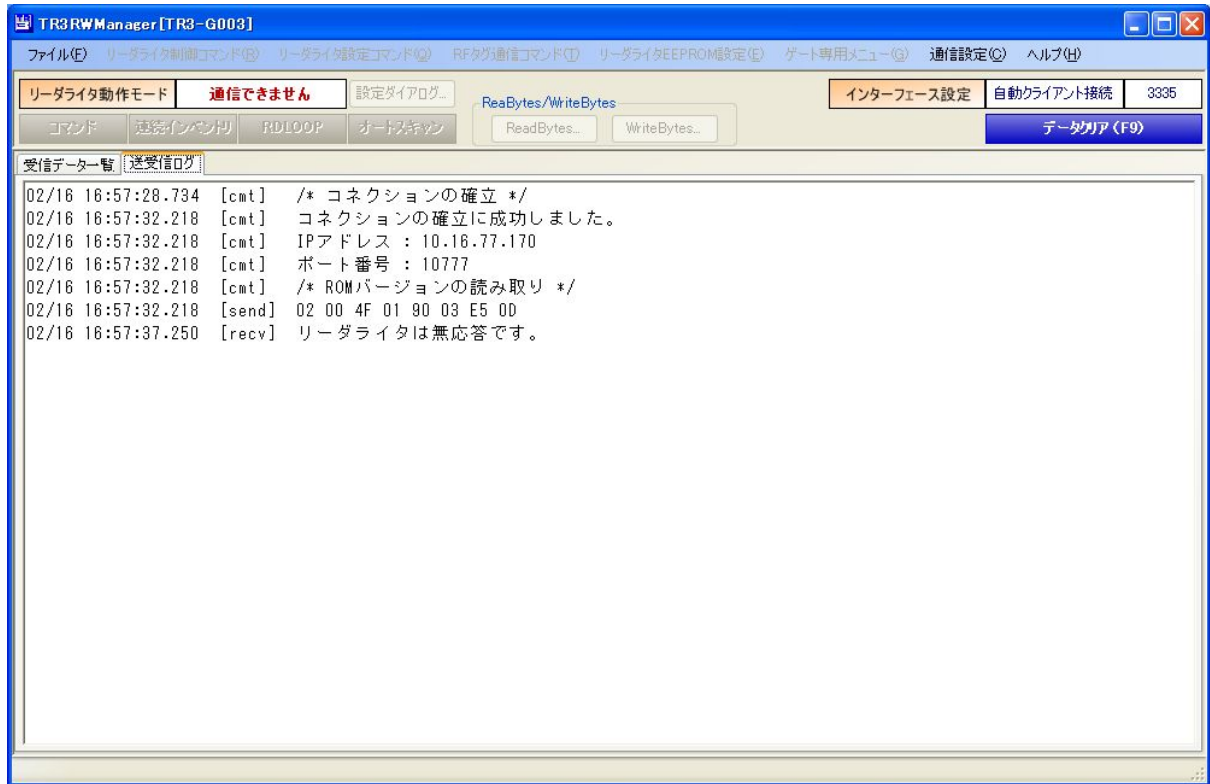 TR3RWManager[TR3-G003]
ファイル(F) リーダライタ制御コマンド(R) リーダライタ設定コマンド(Q) RFタグ通信コマンド(T) リーダライタEEPROM設定(E) ゲート専用メニュー(G) 通信設定(C) ヘルプ(H)
リーダライタ動作モード 通信できません 設定ダイアログ... ReaBytes/WriteBytes インターフェース設定 自動クライアント接続 3335
コマンド 連続インベントリ RDLOOP オートスキャン ReadBytes... WriteBytes... データクリア (F9)
受信データ一覧 送受信ログ
02/16 16:57:28.734 [cmt] /* コネクションの確立 */
02/16 16:57:32.218 [cmt] コネクションの確立に成功しました。
02/16 16:57:32.218 [cmt] IPアドレス : 10.16.77.170
02/16 16:57:32.218 [cmt] ポート番号 : 10777
02/16 16:57:32.218 [cmt] /* ROMバージョンの読み取り */
02/16 16:57:32.218 [send] 02 00 4F 01 90 03 E5 0D
02/16 16:57:37.250 [recv] リーダライタは無応答です。